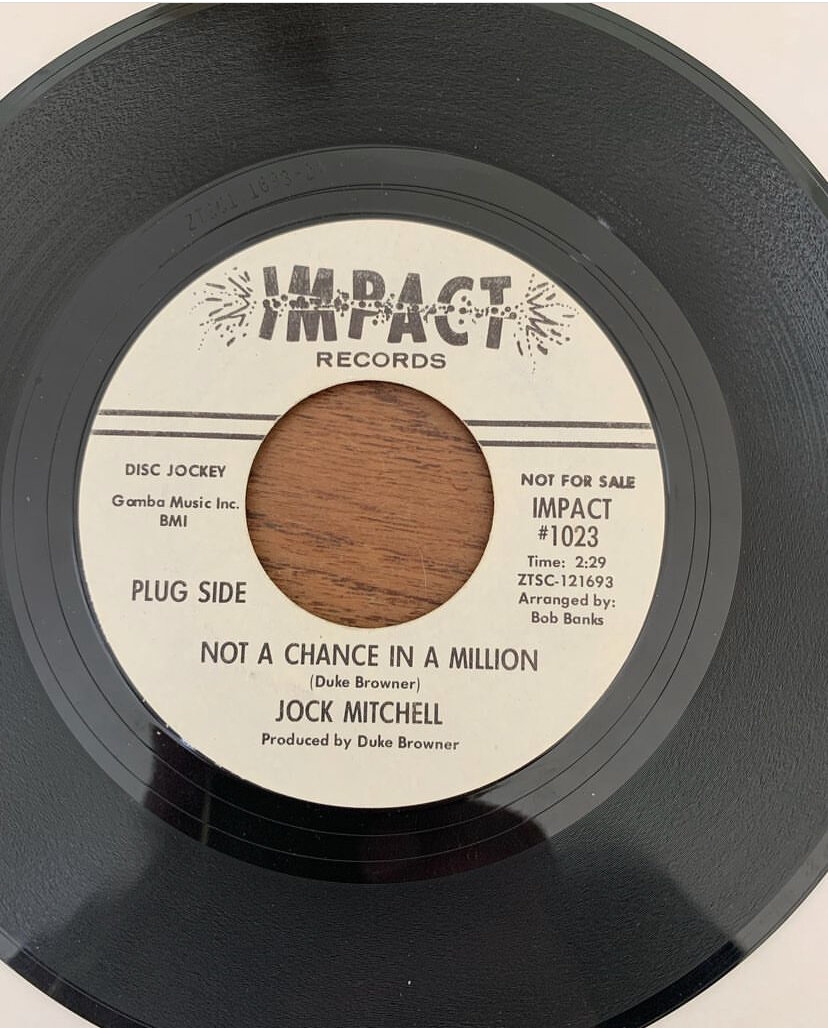 IMPACT
RECORDS
DISC JOCKEY
Gomba Music Inc.
BMI
PLUG SIDE
NOT FOR SALE
IMPACT
#1023
Time: 2:29
ZTSC-121693
Arranged by:
Bob Banks
NOT A CHANCE IN A MILLION
(Duke Browner)
JOCK MITCHELL
Produced by Duke Browner